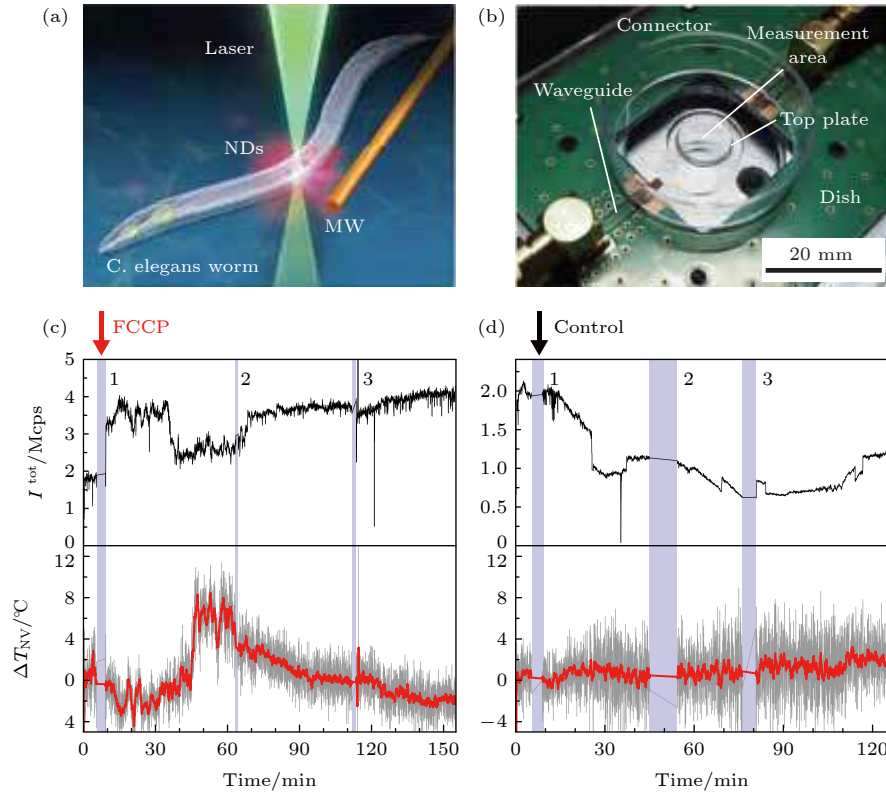 (a)
Laser
NDs
MW
C. elegans worm
(b)
Connector
Measurement
area
Waveguide
Top plate
Dish
20 mm
(c)
FCCP
1
2
3
I tot/Mcps
5
4
3
2
1
0
ΔT NV/℃
12
8
4
0
4
0
30
60
90
120
150
Time/min
(d)
Control
1
2
3
2.0
1.5
1.0
0.5
0
12
8
4
0
−4
0
30
60
90
120
Time/min